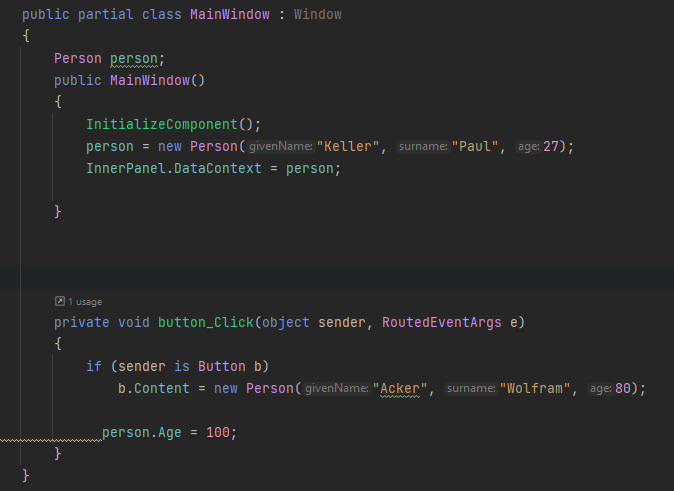 public partial class MainWindow : Window
{
Person person;
public MainWindow()
{
InitializeComponent();
person = new Person(givenName:"Keller", surname:"Paul", age:27);
InnerPanel.DataContext = person;
}
1 usage
private void button_Click(object sender, RoutedEventArgs e)
{
if (sender is Button b)
b.Content = new Person(givenName:"Acker", surname:"Wolfram", age:80);
person.Age = 100;
}
}